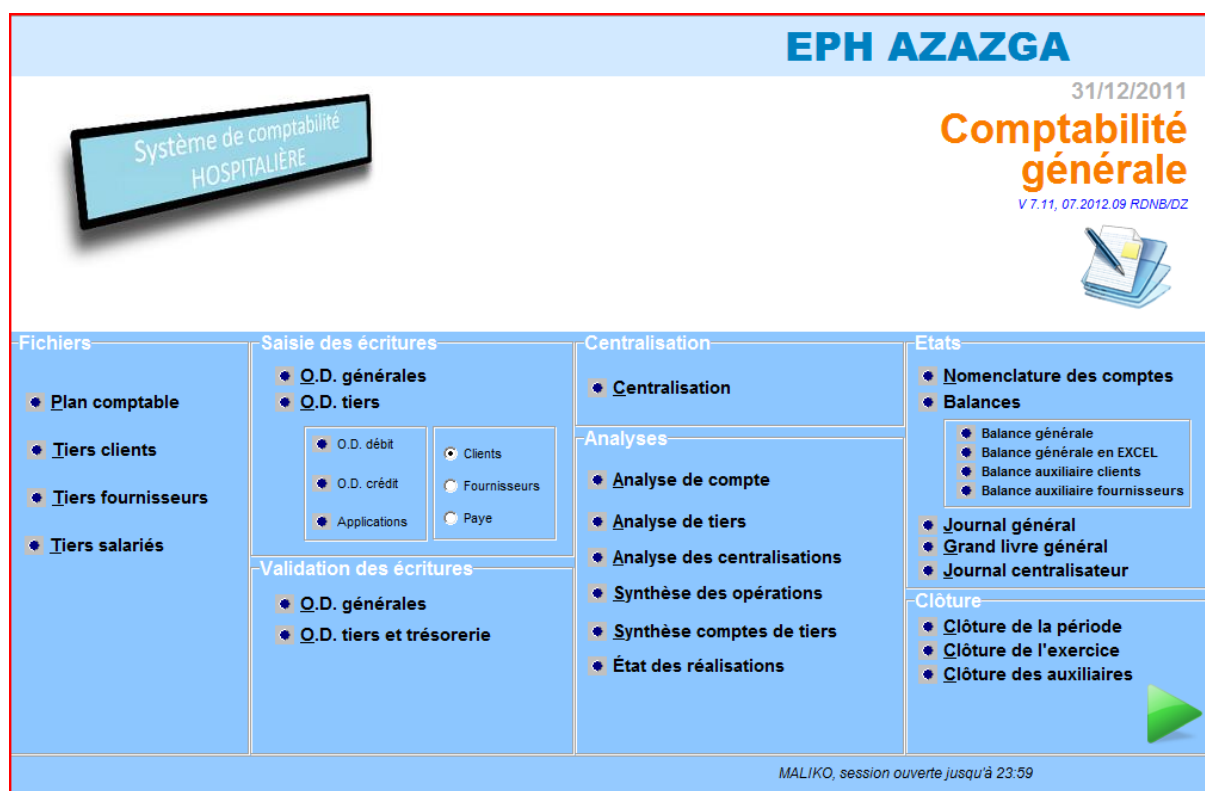 EPH AZAZGA
31/12/2011
Système de comptabilité
HOSPITALIÈRE
Comptabilité
générale
V 7.11, 07.2012.09 RDNB/DZ
Fichiers
Plan comptable
Tiers clients
Tiers fournisseurs
Tiers salariés
Saisie des écritures
O.D. générales
O.D. tiers
O.D. débit
O.D. crédit
Applications
Clients
Fournisseurs
Paye
Validation des écritures
O.D. générales
O.D. tiers et trésorerie
Centralisation
Centralisation
Analyses
Analyse de compte
Analyse de tiers
Analyse des centralisations
Synthèse des opérations
Synthèse comptes de tiers
État des réalisations
Etats
Nomenclature des comptes
Balances
Balance générale
Balance générale en EXCEL
Balance auxiliaire clients
Balance auxiliaire fournisseurs
Journal général
Grand livre général
Journal centralisateur
Clôture
Clôture de la période
Clôture de l'exercice
Clôture des auxiliaires
MALIKO, session ouverte jusqu'à 23:59